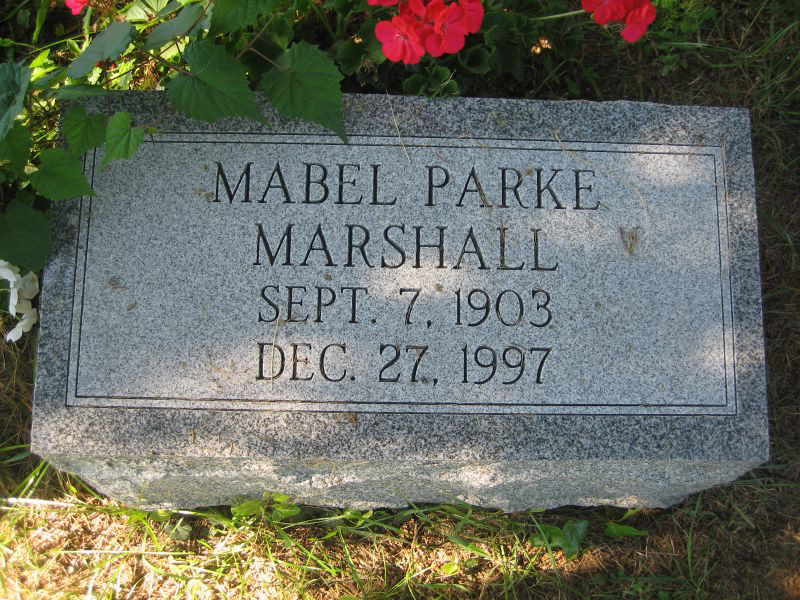 MABEL PARKE
MARSHALL
SEPT. 7, 1903
DEC. 27, 1997